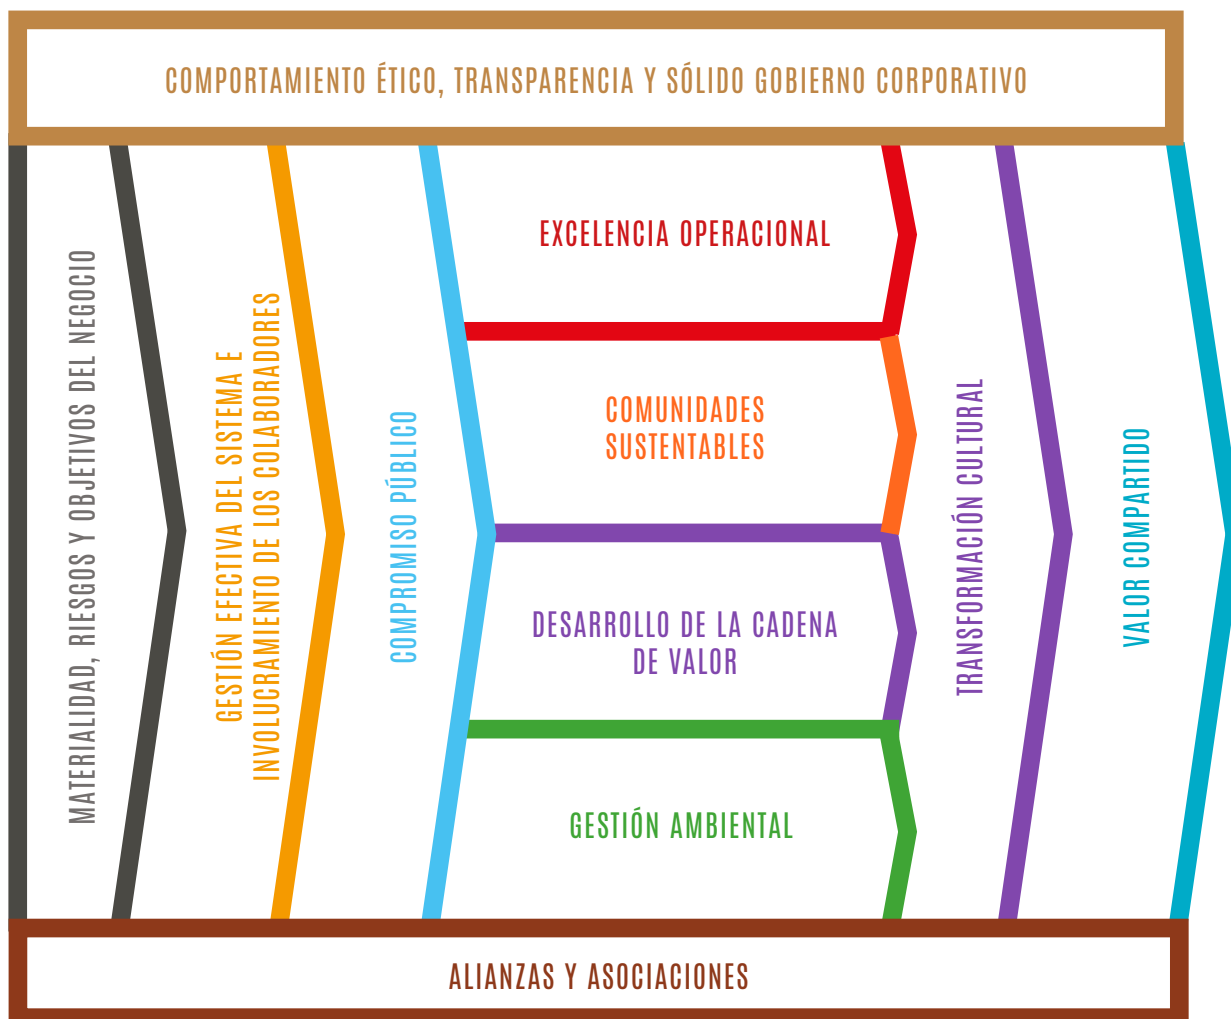 COMPORTAMIENTO ÉTICO, TRANSPARENCIA Y SÓLIDO GOBIERNO CORPORATIVO
MATERIALIDAD, RIESGOS Y OBJETIVOS DEL NEGOCIO
GESTIÓN EFECTIVA DEL SISTEMA E
INVOLUCRAMIENTO DE LOS COLABORADORES
COMPROMISO PÚBLICO
EXCELENCIA OPERACIONAL
COMUNIDADES
SUSTENTABLES
DESARROLLO DE LA CADENA
DE VALOR
GESTIÓN AMBIENTAL
TRANSFORMACIÓN CULTURAL
VALOR COMPARTIDO
ALIANZAS Y ASOCIACIONES